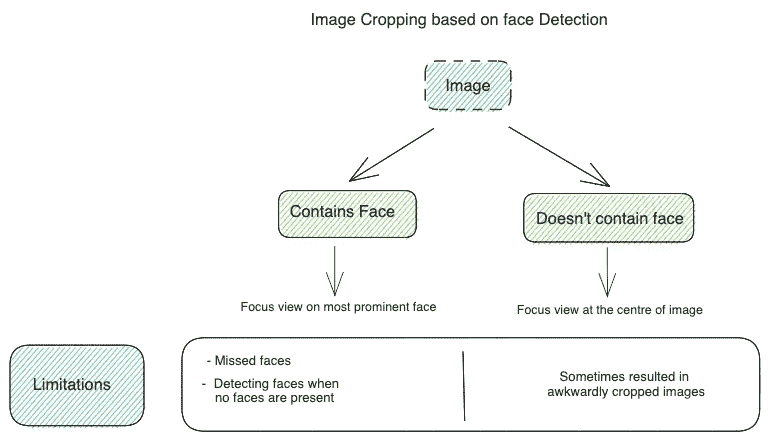 Image Cropping based on face Detection
Image
Contains Face
Doesn't contain face
Focus view on most prominent face
Focus view at the centre of image
Limitations
- Missed faces
- Detecting faces when
no faces are present
Sometimes resulted in
awkwardly cropped images